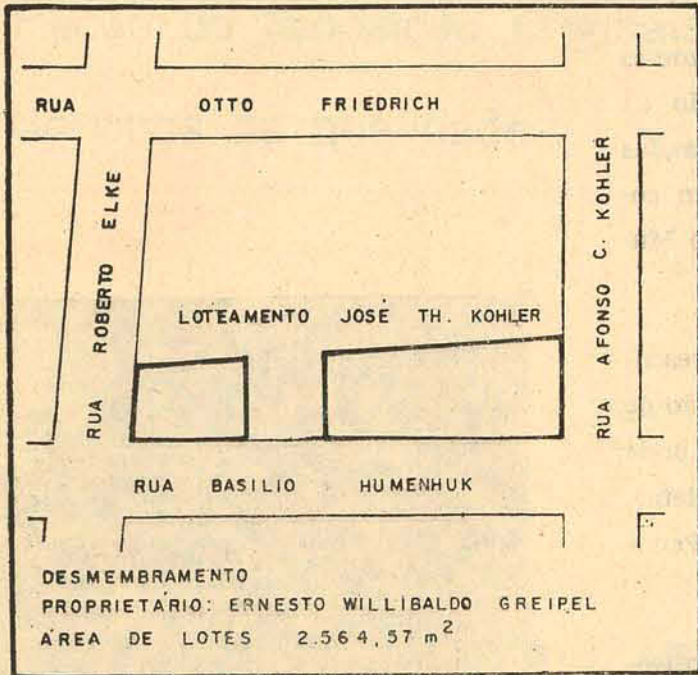 RUA OTTO FRIEDRICH
RUA ROBERTO ELKE
RUA AFONSO C. KOHLER
LOTEAMENTO JOSÉ TH. KOHLER
RUA BASILIO HUMENHUK
DESMEMBRAMENTO
PROPRIETÁRIO: ERNESTO WILLIBALDO GREIPEL
AREA DE LOTES 2.564,57 m²